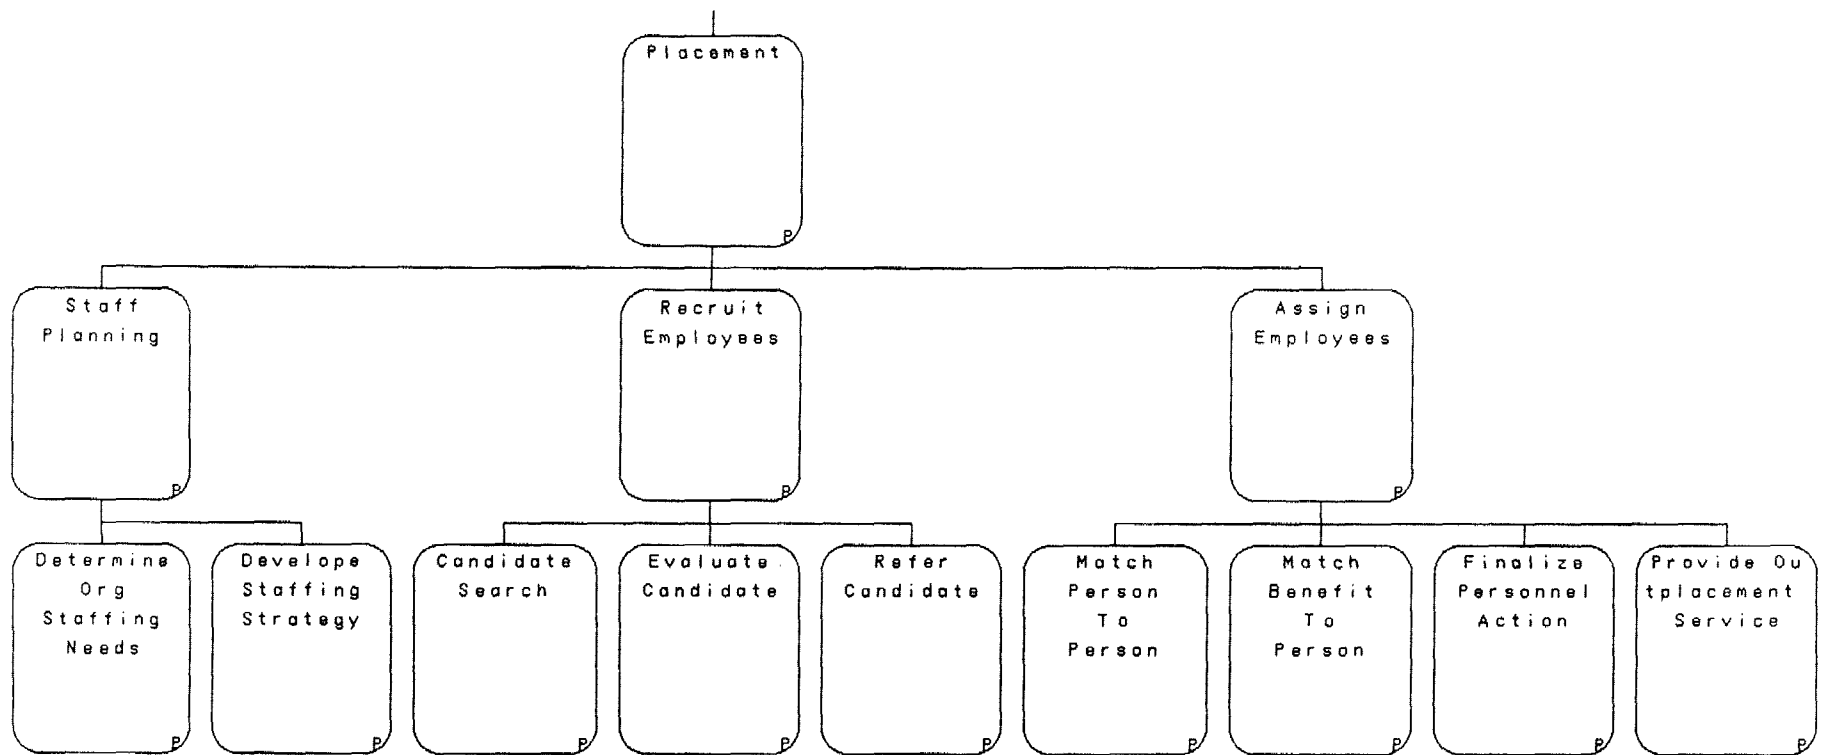 Placement
P
Staff
Planning
P
Recruit
Employees
P
Assign
Employees
P
Determine
Org
Staffing
Needs
P
Develope
Staffing
Strategy
P
Candidate
Search
P
Evaluate
Candidate
P
Refer
Candidate
P
Match
Person
To
Person
P
Match
Benefit
To
Person
P
Finalize
Personnel
Action
P
Provide Ou
tplacement
Service
P